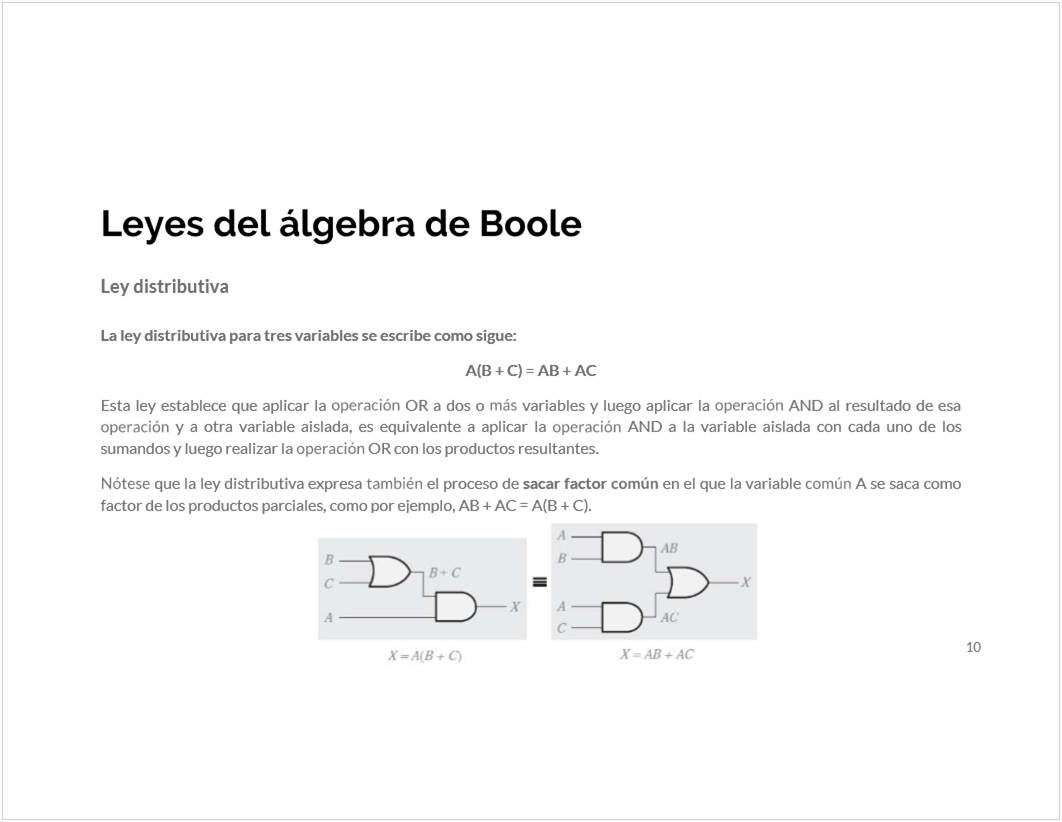 Leyes del álgebra de Boole
Ley distributiva
La ley distributiva para tres variables se escribe como sigue:
A(B + C) = AB + AC
Esta ley establece que aplicar la operación OR a dos o más variables y luego aplicar la operación AND al resultado de esa
operación y a otra variable aislada, es equivalente a aplicar la operación AND a la variable aislada con cada uno de los
sumandos y luego realizar la operación OR con los productos resultantes.
Nótese que la ley distributiva expresa también el proceso de sacar factor común en el que la variable común A se saca como
factor de los productos parciales, como por ejemplo, AB + AC = A(B + C).
B
C
B + C
A
X
X = A(B + C)
≡
A
B
AB
X
A
C
AC
X = AB + AC
10